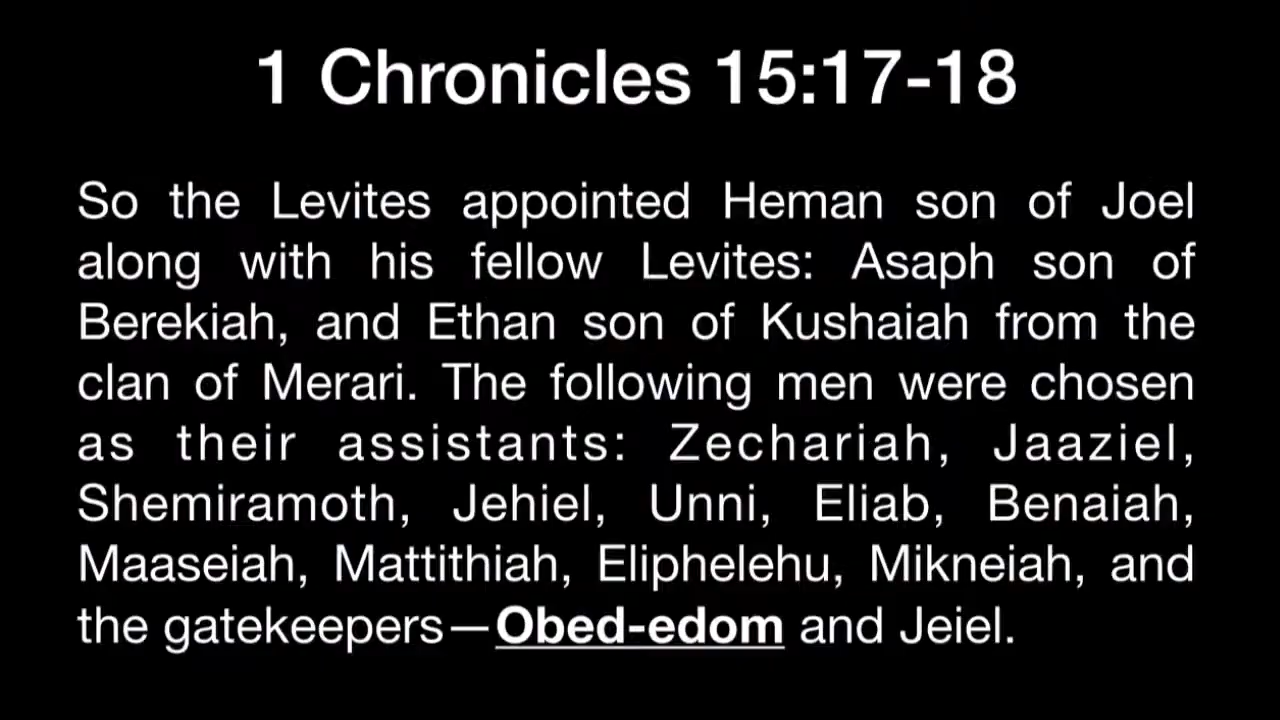 1 Chronicles 15:17-18
So the Levites appointed Heman son of Joel
along with his fellow Levites: Asaph son of
Berekiah, and Ethan son of Kushaiah from the
clan of Merari. The following men were chosen
as their assistants: Zechariah, Jaaziel,
Shemiramoth, Jehiel, Unni, Eliab, Benaiah,
Maaseiah, Mattithiah, Eliphelehu, Mikneiah, and
the gatekeepers—Obed-edom and Jeiel.